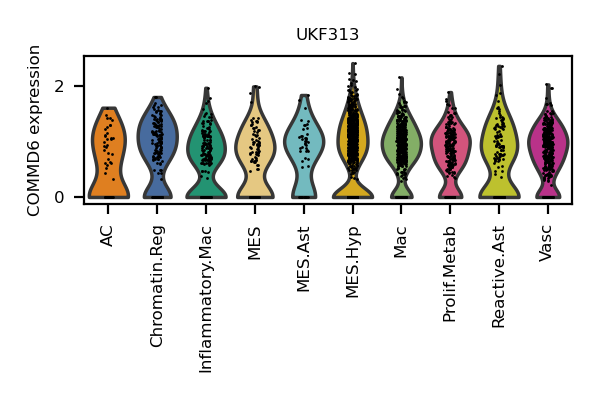 UKF313
COMMD6 expression
2
0
AC
Chromatin.Reg
Inflammatory.Mac
MES
MES.Ast
MES.Hyp
Mac
Prolif.Metab
Reactive.Ast
Vasc